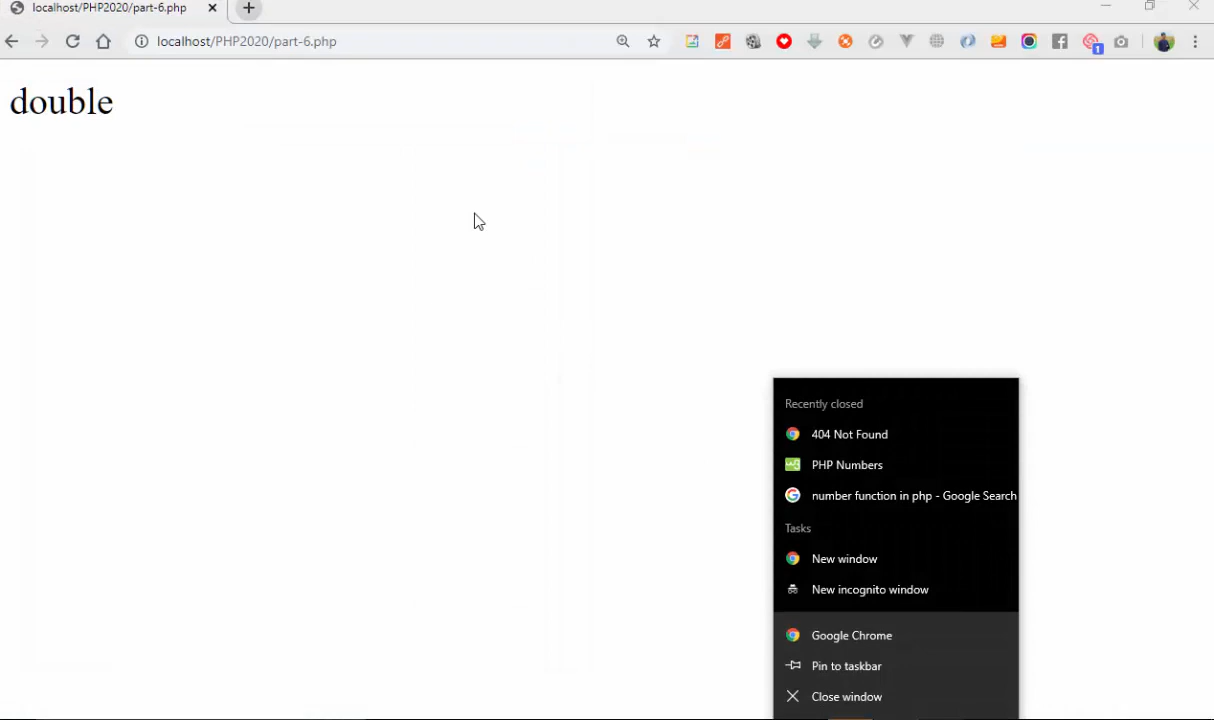 localhost/PHP2020/part-6.php
localhost/PHP2020/part-6.php
1
double
Recently closed
404 Not Found
PHP Numbers
number function in php - Google Search
Tasks
New window
New incognito window
Google Chrome
Pin to taskbar
Close window